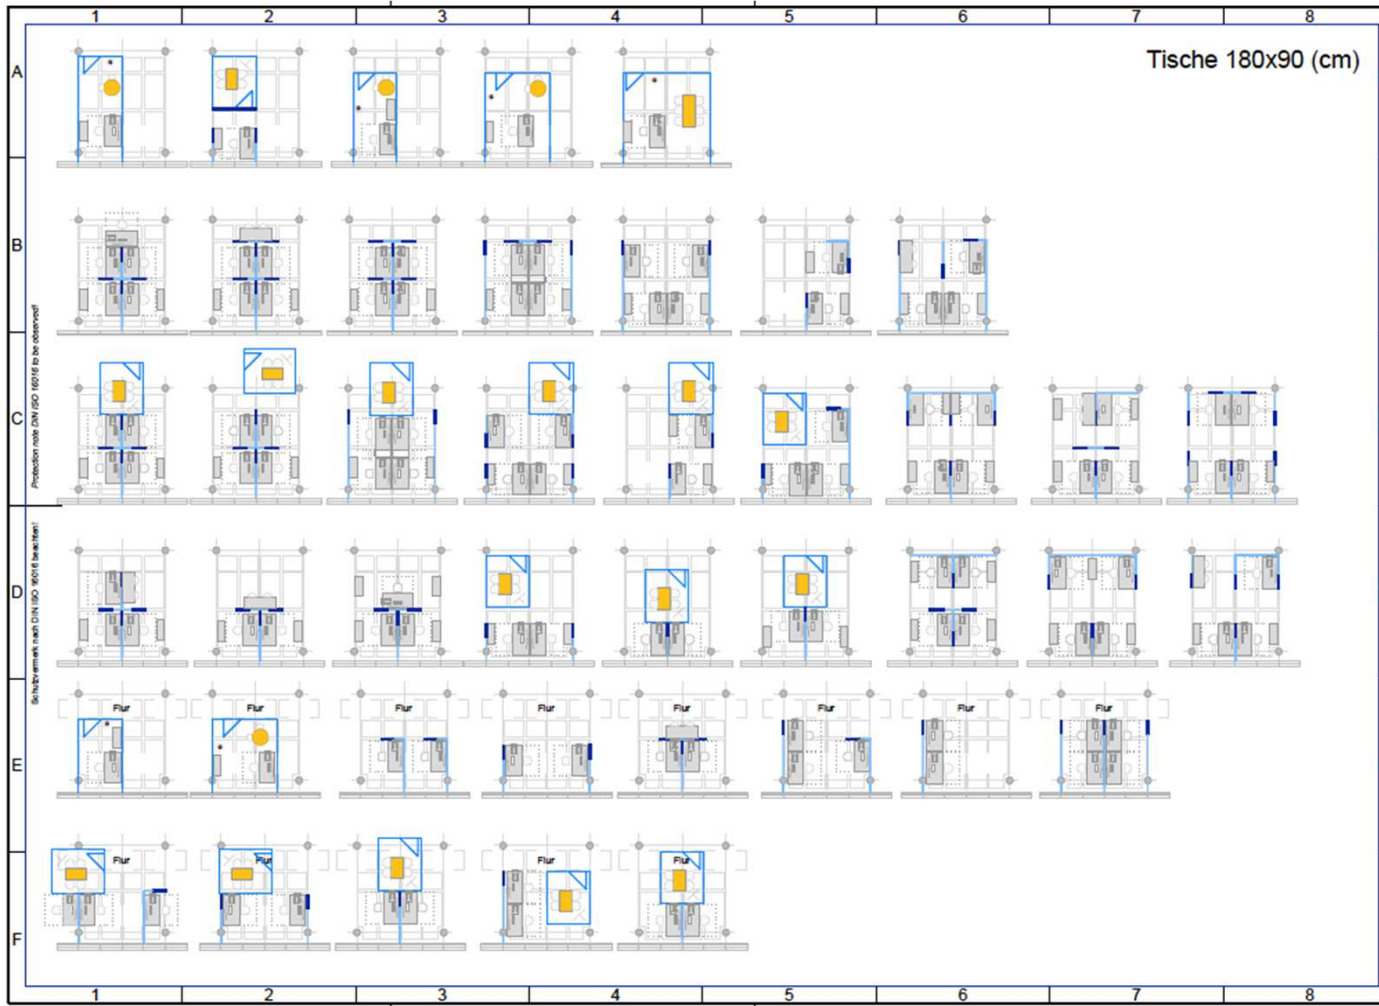 1 2 3 4 5 6 7 8
Tische 180x90 (cm)
A
B
Protection note DIN ISO 16016 to be observed!
C
Schutzvermerk nach DIN ISO 16016 beachten!
D
E
Flur Flur Flur Flur Flur Flur Flur Flur
F
Flur Flur Flur Flur Flur
1 2 3 4 5 6 7 8